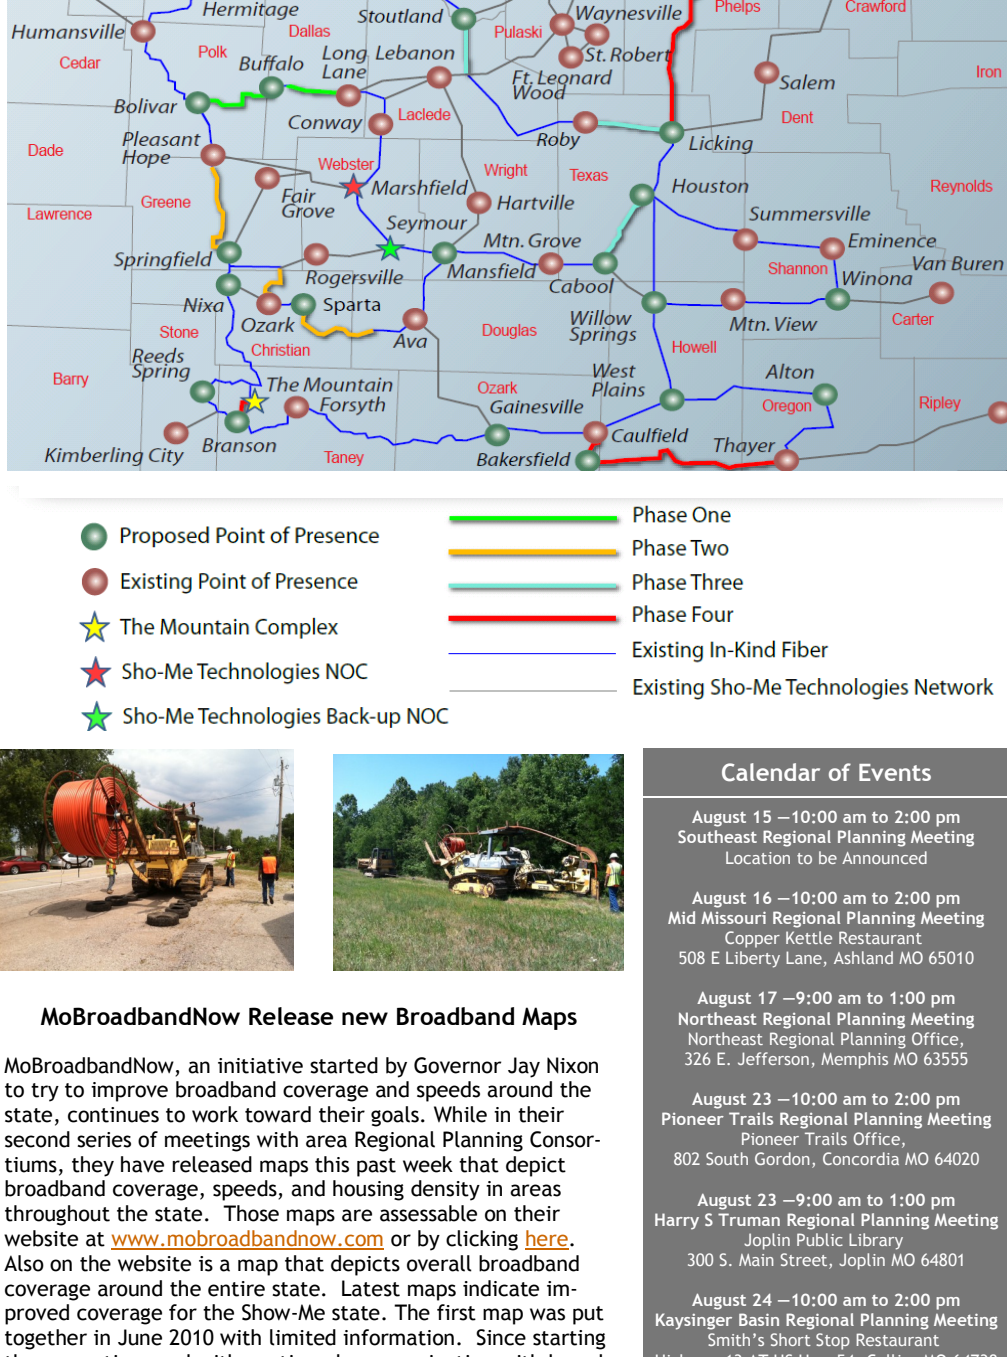 Hermitage
Humansville
Cedar
Polk
Dallas
Stoutland
Pulaski
Waynesville
Phelps
Crawford
St. Robert
Ft. Leonard
Wood
Iron
Salem
Dent
Buffalo
Long
Lane
Lebanon
Bolivar
Conway
Laclede
Roby
Licking
Pleasant
Hope
Dade
Webster
Wright
Texas
Marshfield
Houston
Reynolds
Fair
Grove
Hartville
Greene
Lawrence
Seymour
Summersville
Eminence
Springfield
Rogersville
Mtn. Grove
Mansfield
Cabool
Shannon
Van Buren
Winona
Nixa
Sparta
Ozark
Ava
Willow
Springs
Mtn. View
Carter
Stone
Christian
Douglas
Howell
Reeds
Spring
Barry
The Mountain
Forsyth
Ozark
Gainesville
West
Plains
Alton
Oregon
Ripley
Branson
Kimberling City
Taney
Caulfield
Bakersfield
Thayer
Proposed Point of Presence
Existing Point of Presence
The Mountain Complex
Sho-Me Technologies NOC
Sho-Me Technologies Back-up NOC
Phase One
Phase Two
Phase Three
Phase Four
Existing In-Kind Fiber
Existing Sho-Me Technologies Network
MoBroadbandNow Release new Broadband Maps
MoBroadbandNow, an initiative started by Governor Jay Nixon
to try to improve broadband coverage and speeds around the
state, continues to work toward their goals. While in their
second series of meetings with area Regional Planning Consor-
tiums, they have released maps this past week that depict
broadband coverage, speeds, and housing density in areas
throughout the state.  Those maps are assessable on their
website at www.mobroadbandnow.com or by clicking here.
Also on the website is a map that depicts overall broadband
coverage around the entire state.  Latest maps indicate im-
proved coverage for the Show-Me state. The first map was put
together in June 2010 with limited information.  Since starting
Calendar of Events
August 15 —10:00 am to 2:00 pm
Southeast Regional Planning Meeting
Location to be Announced
August 16 —10:00 am to 2:00 pm
Mid Missouri Regional Planning Meeting
Copper Kettle Restaurant
508 E Liberty Lane, Ashland MO 65010
August 17 —9:00 am to 1:00 pm
Northeast Regional Planning Meeting
Northeast Regional Planning Office,
326 E. Jefferson, Memphis MO 63555
August 23 —10:00 am to 2:00 pm
Pioneer Trails Regional Planning Meeting
Pioneer Trails Office,
802 South Gordon, Concordia MO 64020
August 23 —9:00 am to 1:00 pm
Harry S Truman Regional Planning Meeting
Joplin Public Library
300 S. Main Street, Joplin MO 64801
August 24 —10:00 am to 2:00 pm
Kaysinger Basin Regional Planning Meeting
Smith's Short Stop Restaurant